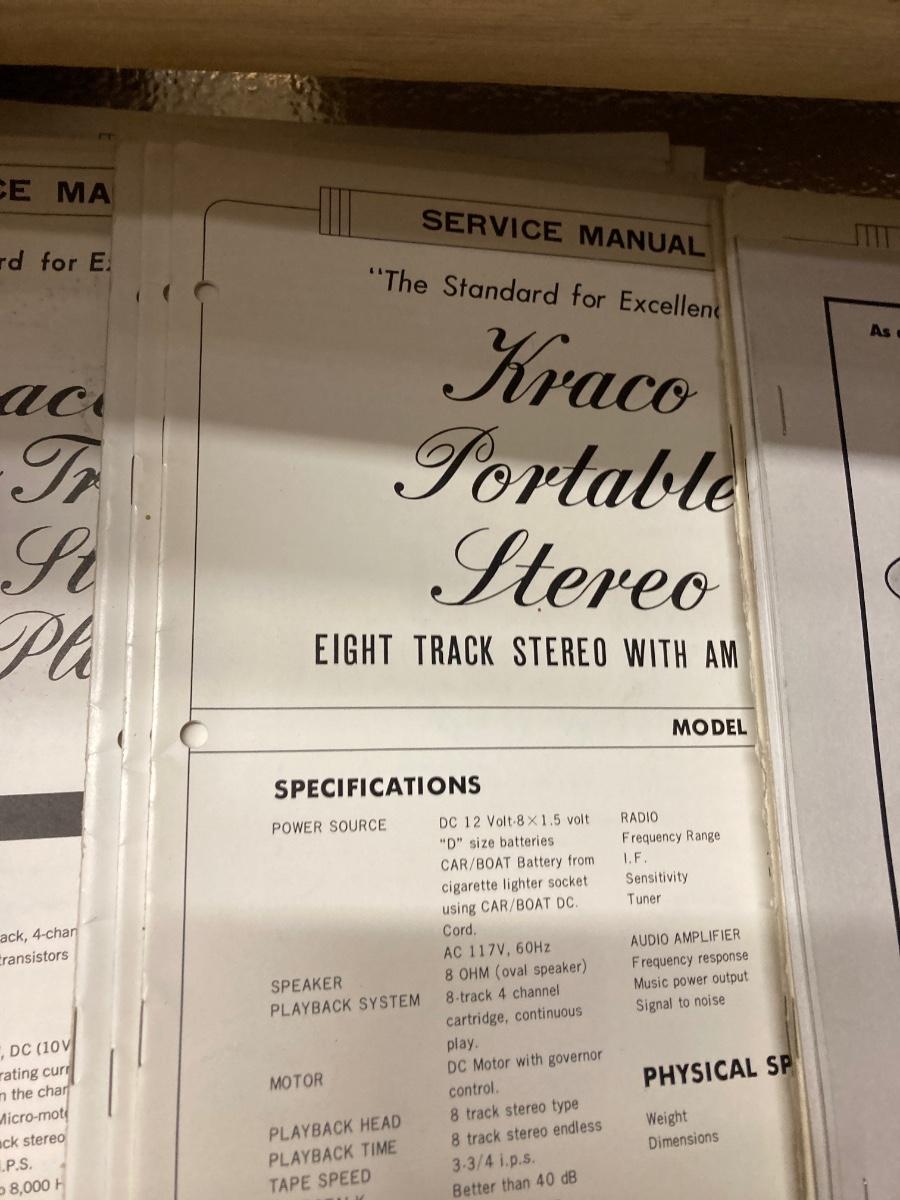 CE MA
rd for E
Tr
St
ack, 4-char
transistors
, DC (10V
rating curr
n the char
Micro-mot
ck stereo
.P.S.
8,000 H
SERVICE MANUAL
"The Standard for Excellenc
Kraco
Portable
Stereo
EIGHT TRACK STEREO WITH AM
MODEL
SPECIFICATIONS
POWER SOURCE DC 12 Volt-8×1.5 volt
"D" size batteries
CAR/BOAT Battery from
cigarette lighter socket
using CAR/BOAT DC.
Cord.
AC 117V, 60Hz
SPEAKER 8 OHM (oval speaker)
PLAYBACK SYSTEM 8-track 4 channel
cartridge, continuous
play.
MOTOR DC Motor with governor
control.
PLAYBACK HEAD 8 track stereo type
PLAYBACK TIME 8 track stereo endless
TAPE SPEED 3-3/4 i.p.s.
Better than 40 dB
RADIO
Frequency Range
I.F.
Sensitivity
Tuner
AUDIO AMPLIFIER
Frequency response
Music power output
Signal to noise
PHYSICAL SP
Weight
Dimensions
As